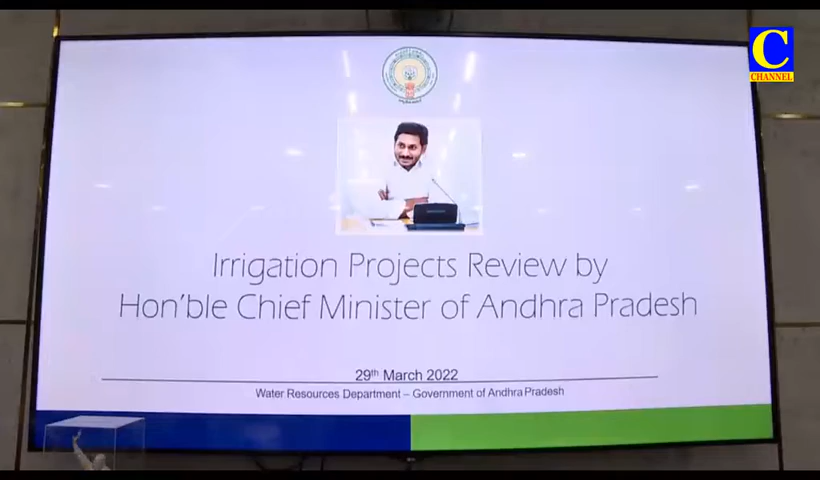 C
CHANNEL
Irrigation Projects Review by
Hon'ble Chief Minister of Andhra Pradesh
29th March 2022
Water Resources Department – Government of Andhra Pradesh